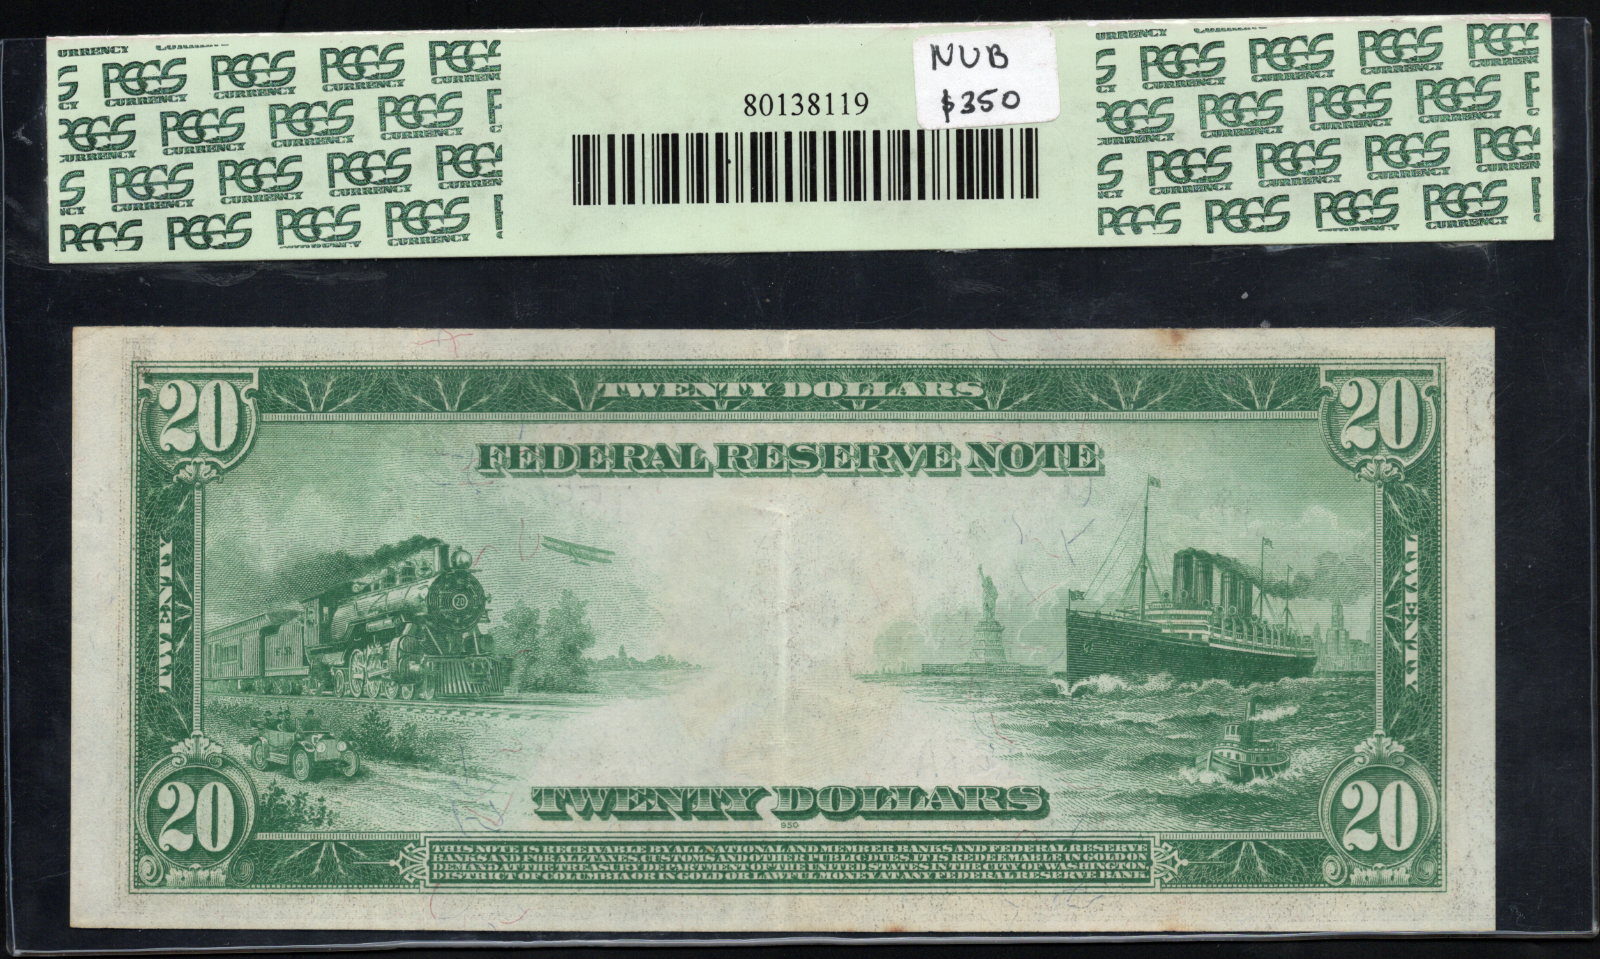 PCGS CURRENCY
NUB
$350
80138119
20 TWENTY DOLLARS 20
FEDERAL RESERVE NOTE
TWENTY
TWENTY
20
TWENTY DOLLARS
950
20 20
THIS NOTE IS RECEIVABLE BY ALL NATIONAL AND MEMBER BANKS AND FEDERAL RESERVE
BANKS AND FOR ALL TAXES, CUSTOMS AND OTHER PUBLIC DUES. IT IS REDEEMABLE IN GOLD ON
DEMAND AT THE TREASURY DEPARTMENT OF THE UNITED STATES IN THE CITY OF WASHINGTON,
DISTRICT OF COLUMBIA OR IN GOLD OR LAWFUL MONEY AT ANY FEDERAL RESERVE BANK.